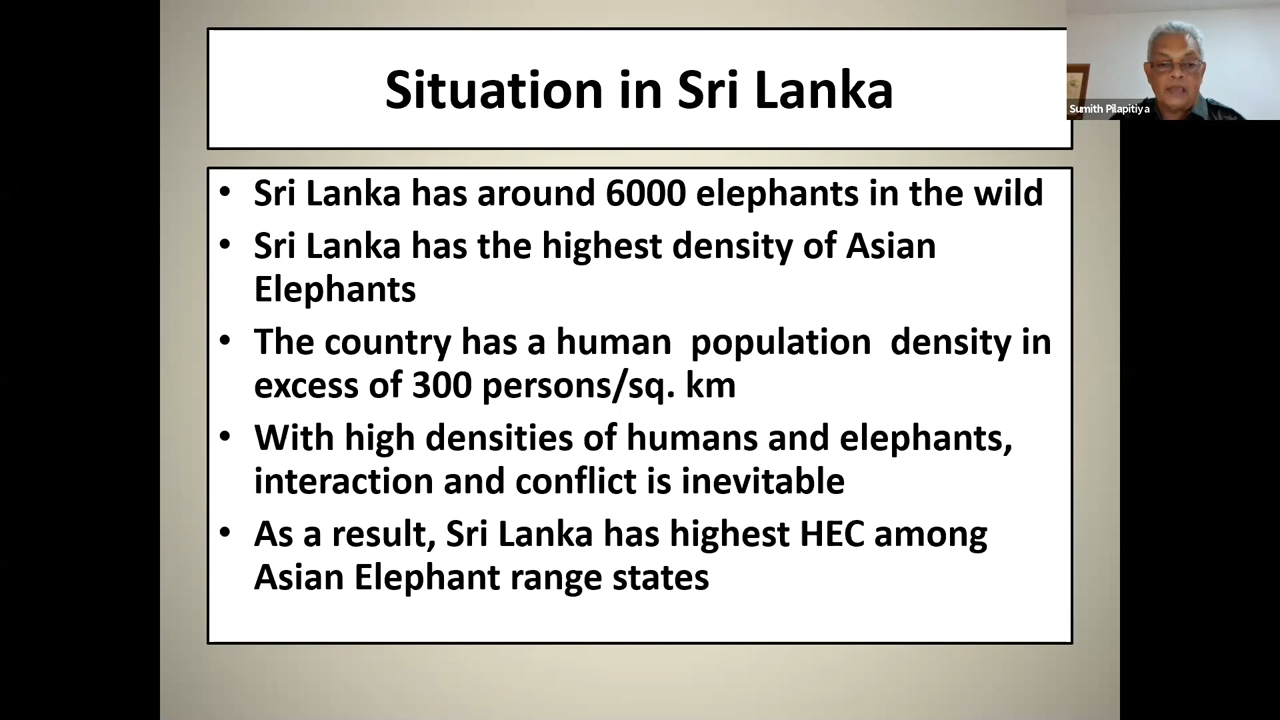 Situation in Sri Lanka
Sumith Pilapitiya
• Sri Lanka has around 6000 elephants in the wild
• Sri Lanka has the highest density of Asian
Elephants
• The country has a human  population  density in
excess of 300 persons/sq. km
• With high densities of humans and elephants,
interaction and conflict is inevitable
• As a result, Sri Lanka has highest HEC among
Asian Elephant range states